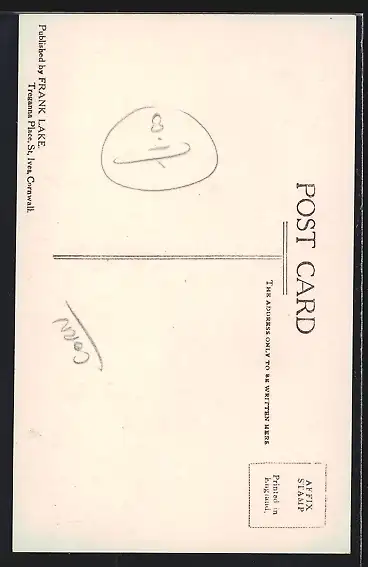 POST CARD
THE ADDRESS ONLY TO BE WRITTEN HERE
AFFIX
STAMP
Printed in
England.
CORN
Published by FRANK LAKE,
Treganna Place, St. Ives, Cornwall.